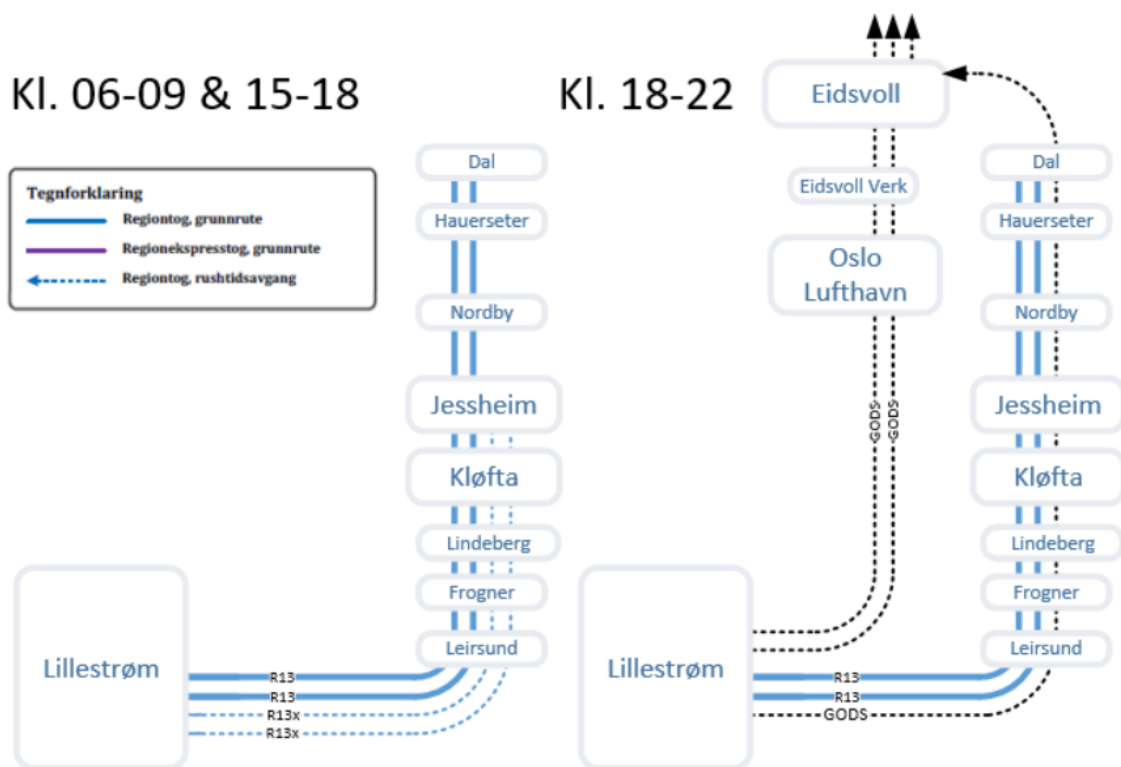 Kl. 06-09 & 15-18
Tegnforklaring
Regiontog, grunnrute
Regionekspresstog, grunnrute
Regiontog, rushtidsavgang
Dal
Hauerseter
Nordby
Jessheim
Kløfta
Lindeberg
Frogner
Leirsund
Lillestrøm
R13
R13
R13x
R13x
Kl. 18-22
Eidsvoll
Eidsvoll Verk
Oslo
Lufthavn
GODS
GODS
Dal
Hauerseter
Nordby
Jessheim
Kløfta
Lindeberg
Frogner
Leirsund
Lillestrøm
R13
R13
GODS